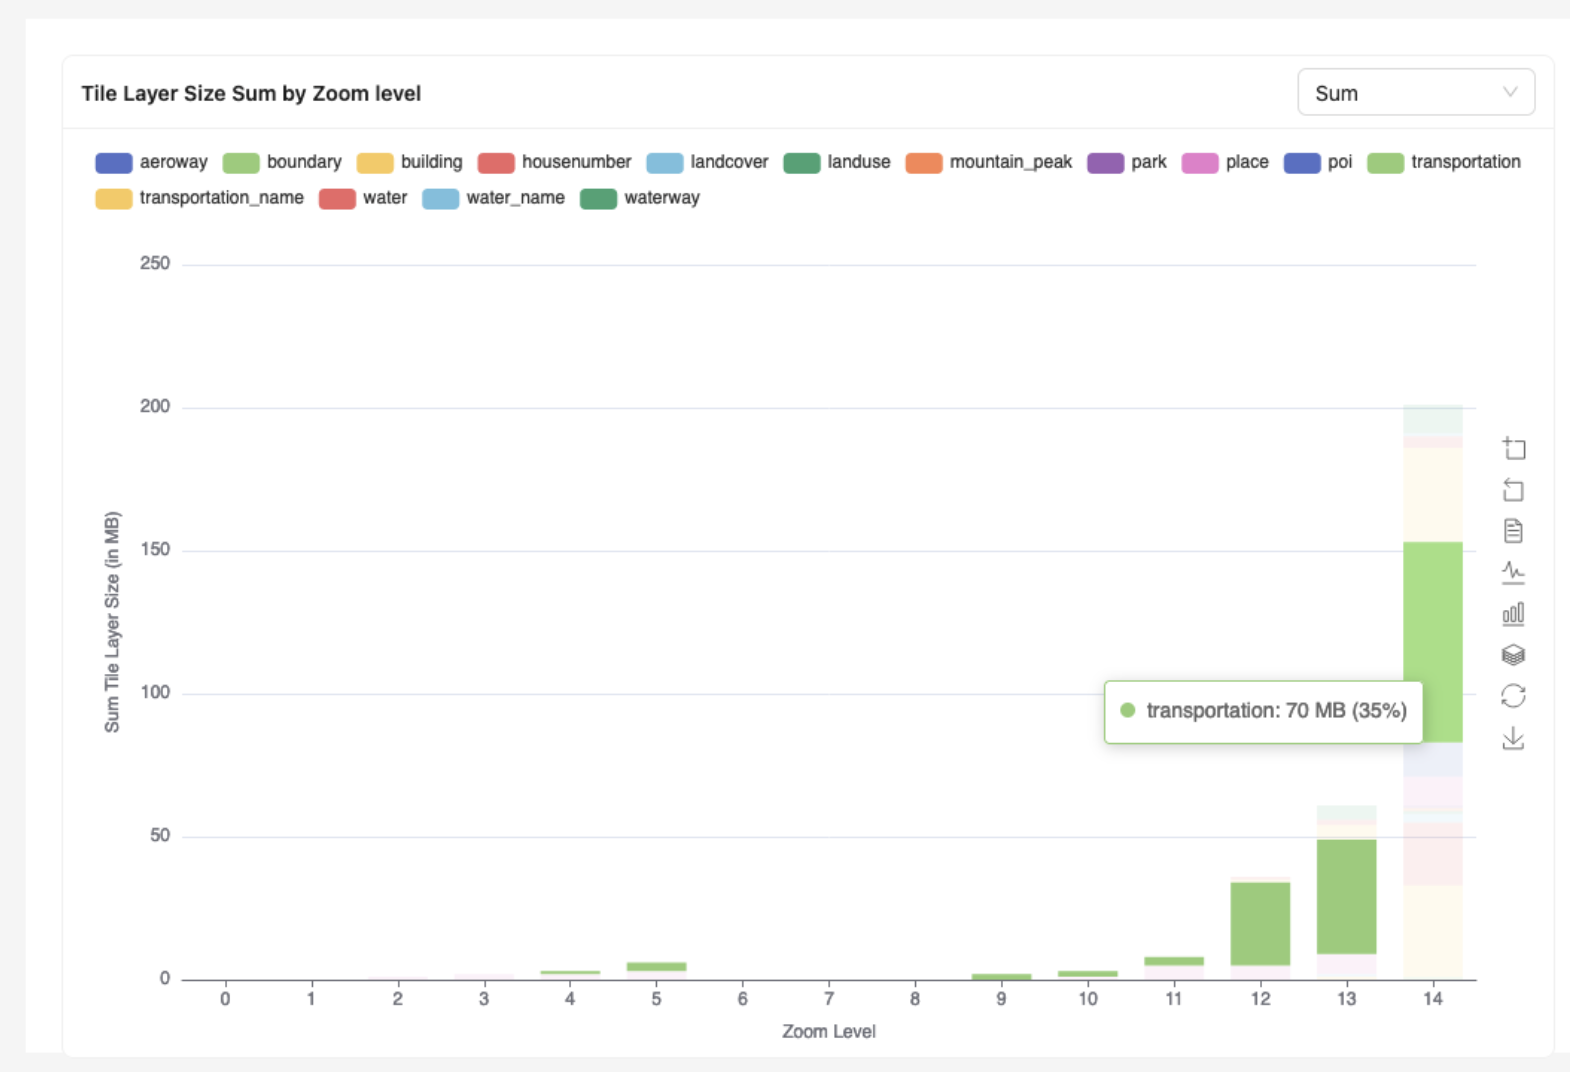 Tile Layer Size Sum by Zoom level
Sum
aeroway boundary building housenumber landcover landuse mountain_peak park place poi transportation
transportation_name water water_name waterway
250
200
150
100
50
0
Sum Tile Layer Size (in MB)
transportation: 70 MB (35%)
0 1 2 3 4 5 6 7 8 9 10 11 12 13 14
Zoom Level